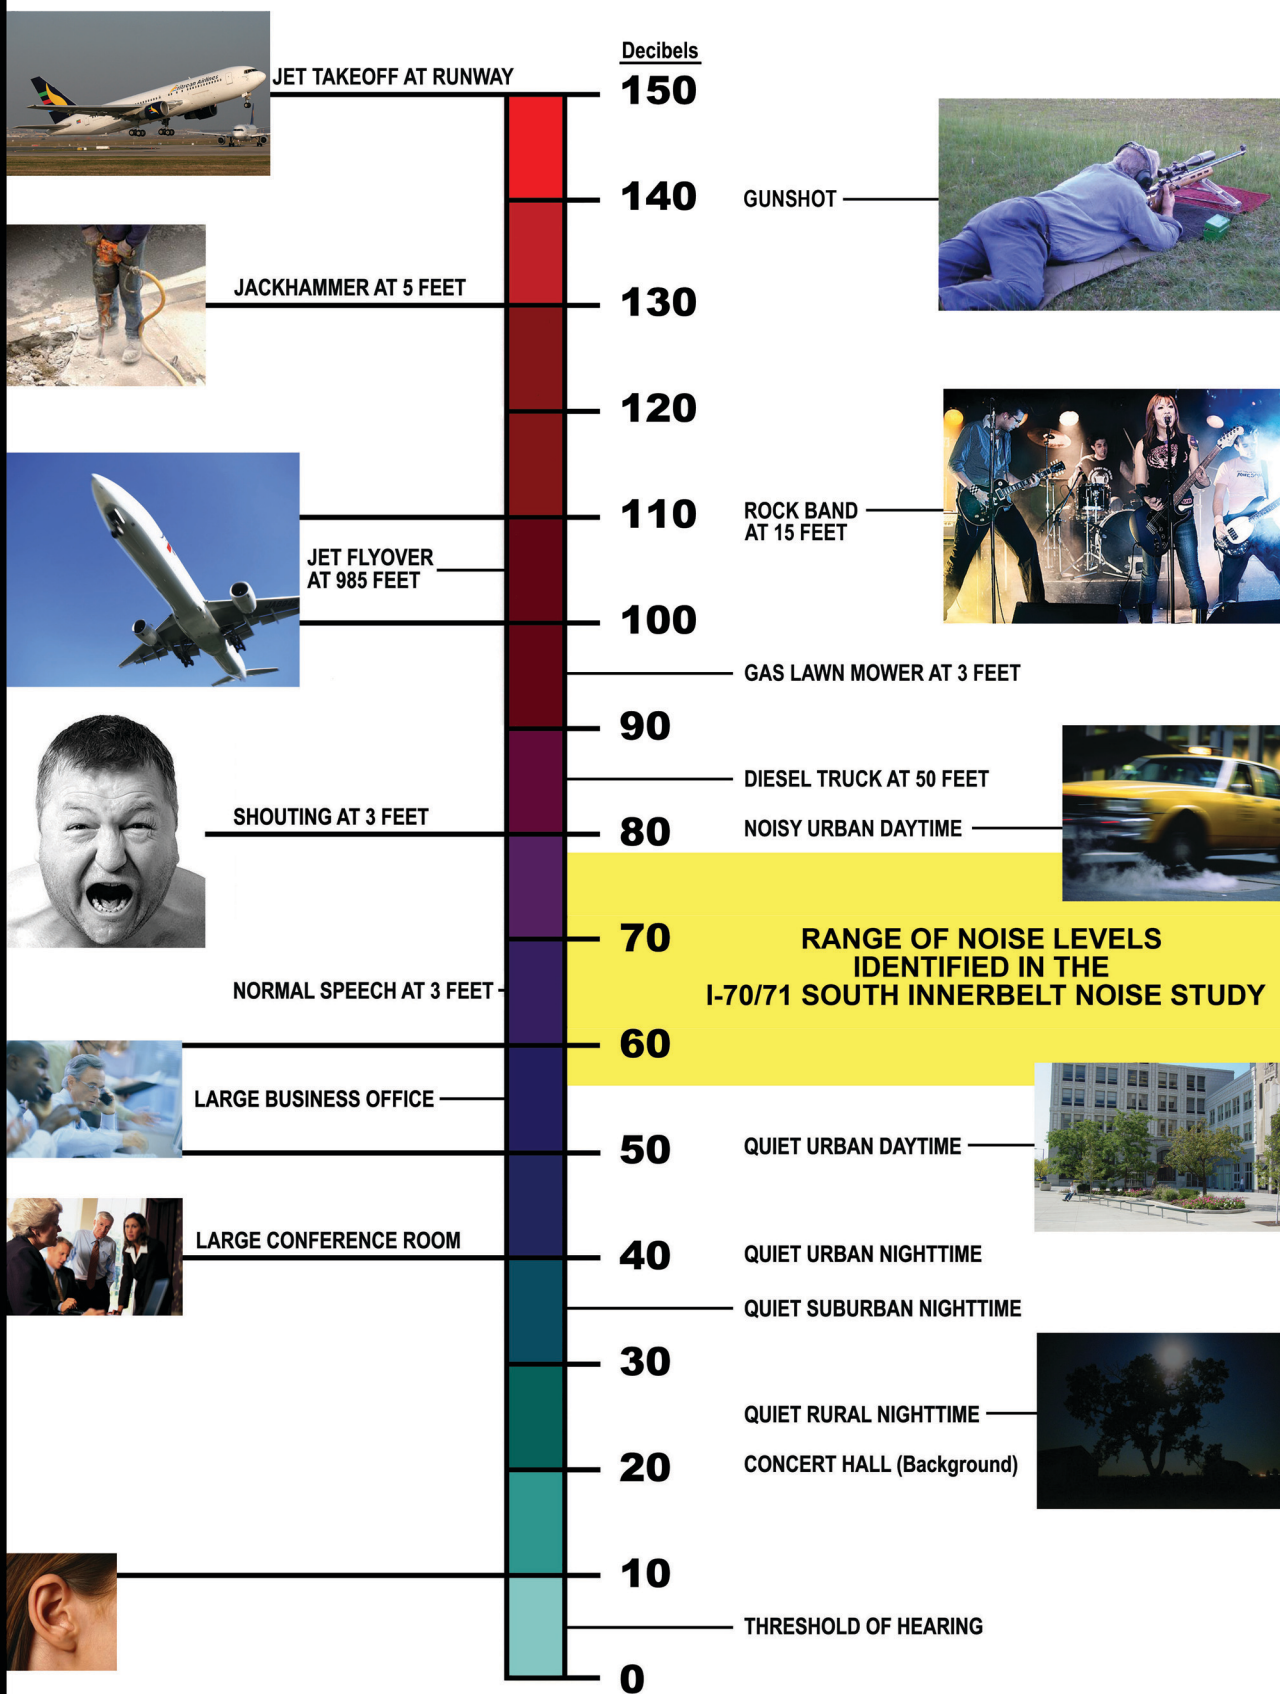 Decibels
JET TAKEOFF AT RUNWAY
150
140
GUNSHOT
JACKHAMMER AT 5 FEET
130
120
110
ROCK BAND
AT 15 FEET
JET FLYOVER
AT 985 FEET
100
GAS LAWN MOWER AT 3 FEET
90
DIESEL TRUCK AT 50 FEET
SHOUTING AT 3 FEET
80
NOISY URBAN DAYTIME
70
RANGE OF NOISE LEVELS
IDENTIFIED IN THE
I-70/71 SOUTH INNERBELT NOISE STUDY
NORMAL SPEECH AT 3 FEET
60
LARGE BUSINESS OFFICE
50
QUIET URBAN DAYTIME
LARGE CONFERENCE ROOM
40
QUIET URBAN NIGHTTIME
QUIET SUBURBAN NIGHTTIME
30
QUIET RURAL NIGHTTIME
20
CONCERT HALL (Background)
10
THRESHOLD OF HEARING
0